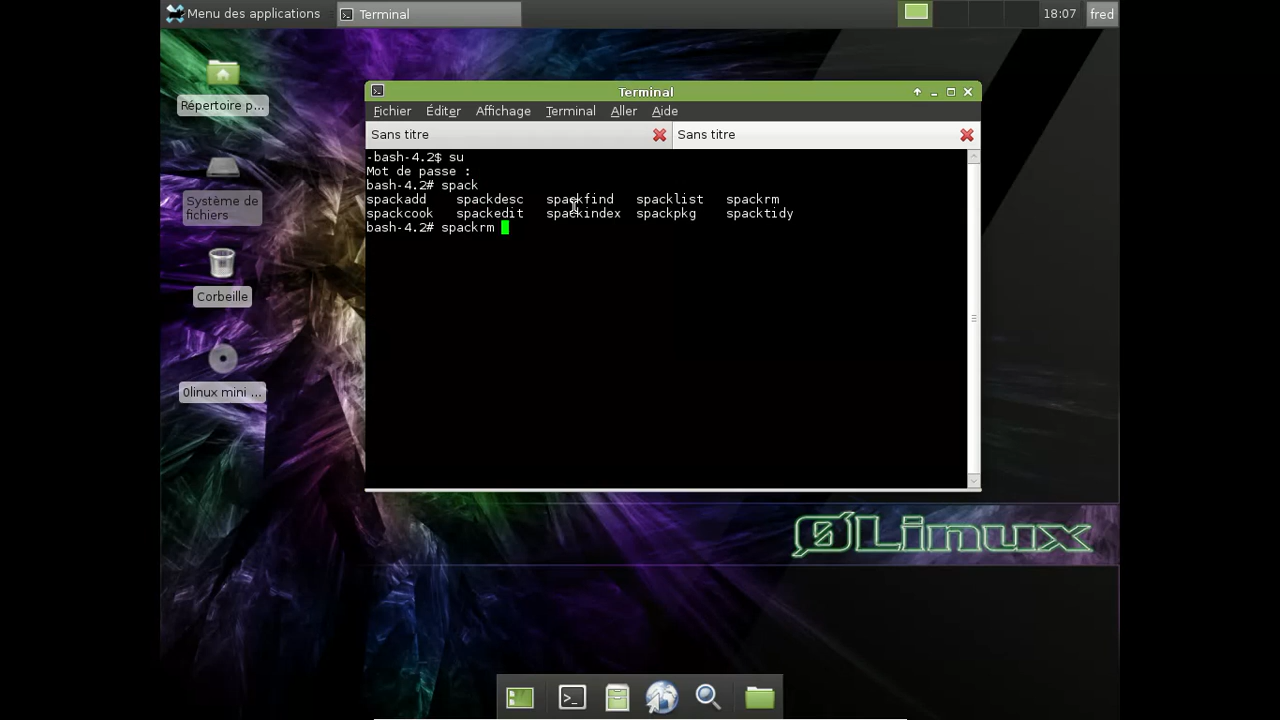 Menu des applications
Terminal
18:07
fred
Répertoire p...
Système de
fichiers
Corbeille
0linux mini ...
Terminal
Fichier Éditer Affichage Terminal Aller Aide
Sans titre
Sans titre
-bash-4.2$ su
Mot de passe :
bash-4.2# spack
spackadd spackdesc spackfind spacklist spackrm
spackcook spackedit spackindex spackpkg spacktidy
bash-4.2# spackrm
0Linux